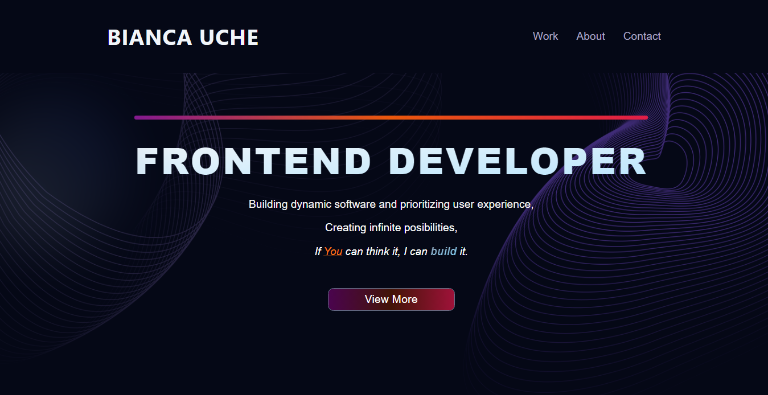 BIANCA UCHE
Work About Contact
FRONTEND DEVELOPER
Building dynamic software and prioritizing user experience,
Creating infinite posibilities,
If You can think it, I can build it.
View More